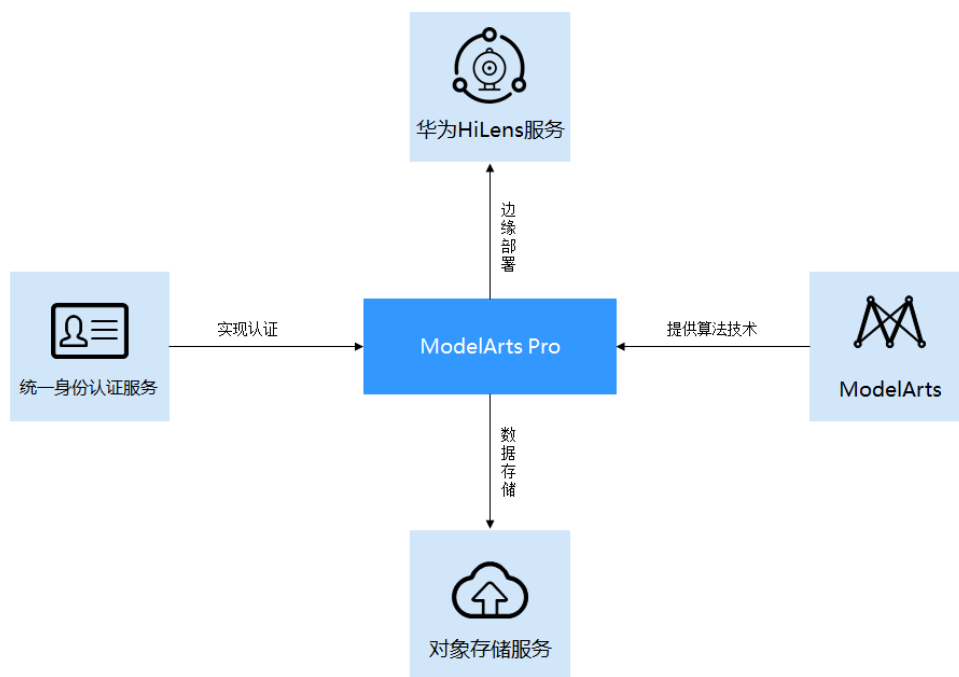 华为HiLens服务
边缘部署
实现认证
提供算法技术
ModelArts Pro
统一身份认证服务
ModelArts
数据存储
对象存储服务